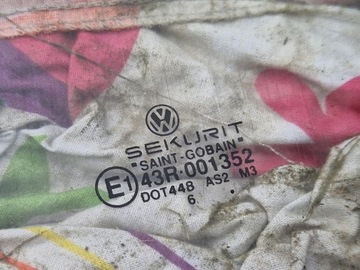 SEKURIT
"SAINT-GOBAIN"
E1 43R-001352
DOT448 AS2 M3
6 .